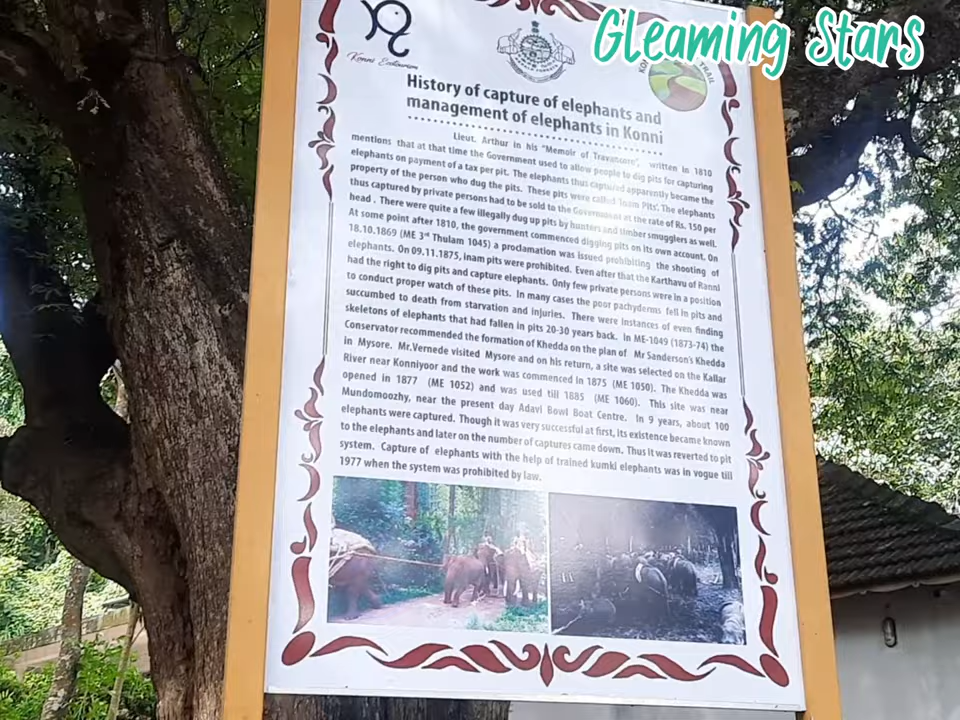 Gleaming Stars
Konni Ecotourism
TRAIL
History of capture of elephants and
management of elephants in Konni
Lieut. Arthur in his "Memoir of Travancore", written in 1810
mentions that at that time the Government used to allow people to dig pits for capturing
elephants on payment of a tax per pit. The elephants thus captured apparently became the
property of the person who dug the pits. These pits were called 'Inam Pits'. The elephants
thus captured by private persons had to be sold to the Government at the rate of Rs. 150 per
head . There were quite a few illegally dug up pits by hunters and timber smugglers as well.
At some point after 1810, the government commenced digging pits on its own account. On
18.10.1869 (ME 3rd Thulam 1045) a proclamation was issued prohibiting the shooting of
elephants. On 09.11.1875, inam pits were prohibited. Even after that the Karthavu of Ranni
had the right to dig pits and capture elephants. Only few private persons were in a position
to conduct proper watch of these pits. In many cases the poor pachyderms fell in pits and
succumbed to death from starvation and injuries. There were instances of even finding
skeletons of elephants that had fallen in pits 20-30 years back. In ME-1049 (1873-74) the
Conservator recommended the formation of Khedda on the plan of Mr Sanderson's Khedda
in Mysore. Mr.Vernede visited Mysore and on his return, a site was selected on the Kallar
River near Konniyoor and the work was commenced in 1875 (ME 1050). The Khedda was
opened in 1877 (ME 1052) and was used till 1885 (ME 1060). This site was near
Mundomoozhy, near the present day Adavi Bowl Boat Centre. In 9 years, about 100
elephants were captured. Though it was very successful at first, its existence became known
to the elephants and later on the number of captures came down. Thus it was reverted to pit
system. Capture of elephants with the help of trained kumki elephants was in vogue till
1977 when the system was prohibited by law.